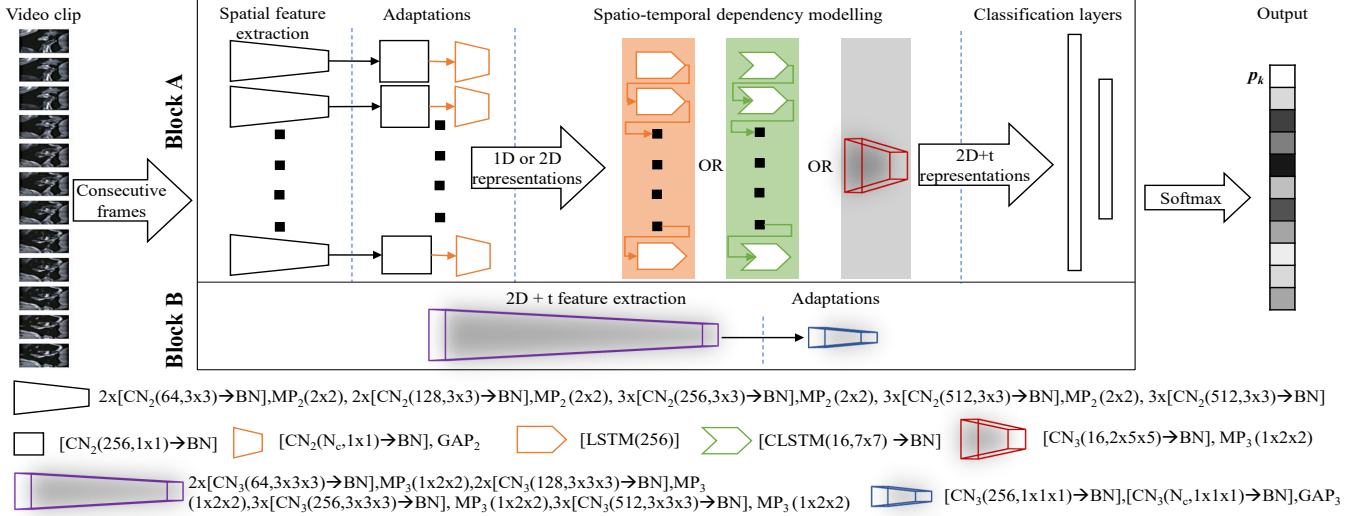 Video clip
Spatial feature
extraction
Adaptations
Spatio-temporal dependency modelling
Classification layers
Output
Block A
Consecutive
frames
1D or 2D
representations
OR
OR
2D+t
representations
Softmax
pₖ
Block B
2D + t feature extraction
Adaptations
2x[CN₂(64,3x3)→BN],MP₂(2x2), 2x[CN₂(128,3x3)→BN],MP₂(2x2), 3x[CN₂(256,3x3)→BN],MP₂(2x2), 3x[CN₂(512,3x3)→BN],MP₂(2x2), 3x[CN₂(512,3x3)→BN]
[CN₂(256,1x1)→BN]
[CN₂(N_c,1x1)→BN], GAP₂
[LSTM(256)]
[CLSTM(16,7x7) →BN]
[CN₃(16,2x5x5)→BN], MP₃(1x2x2)
2x[CN₃(64,3x3x3)→BN],MP₃(1x2x2),2x[CN₃(128,3x3x3)→BN],MP₃
(1x2x2),3x[CN₃(256,3x3x3)→BN], MP₃(1x2x2),3x[CN₃(512,3x3x3)→BN], MP₃(1x2x2)
[CN₃(256,1x1x1)→BN],[CN₃(N_c,1x1x1)→BN],GAP₃